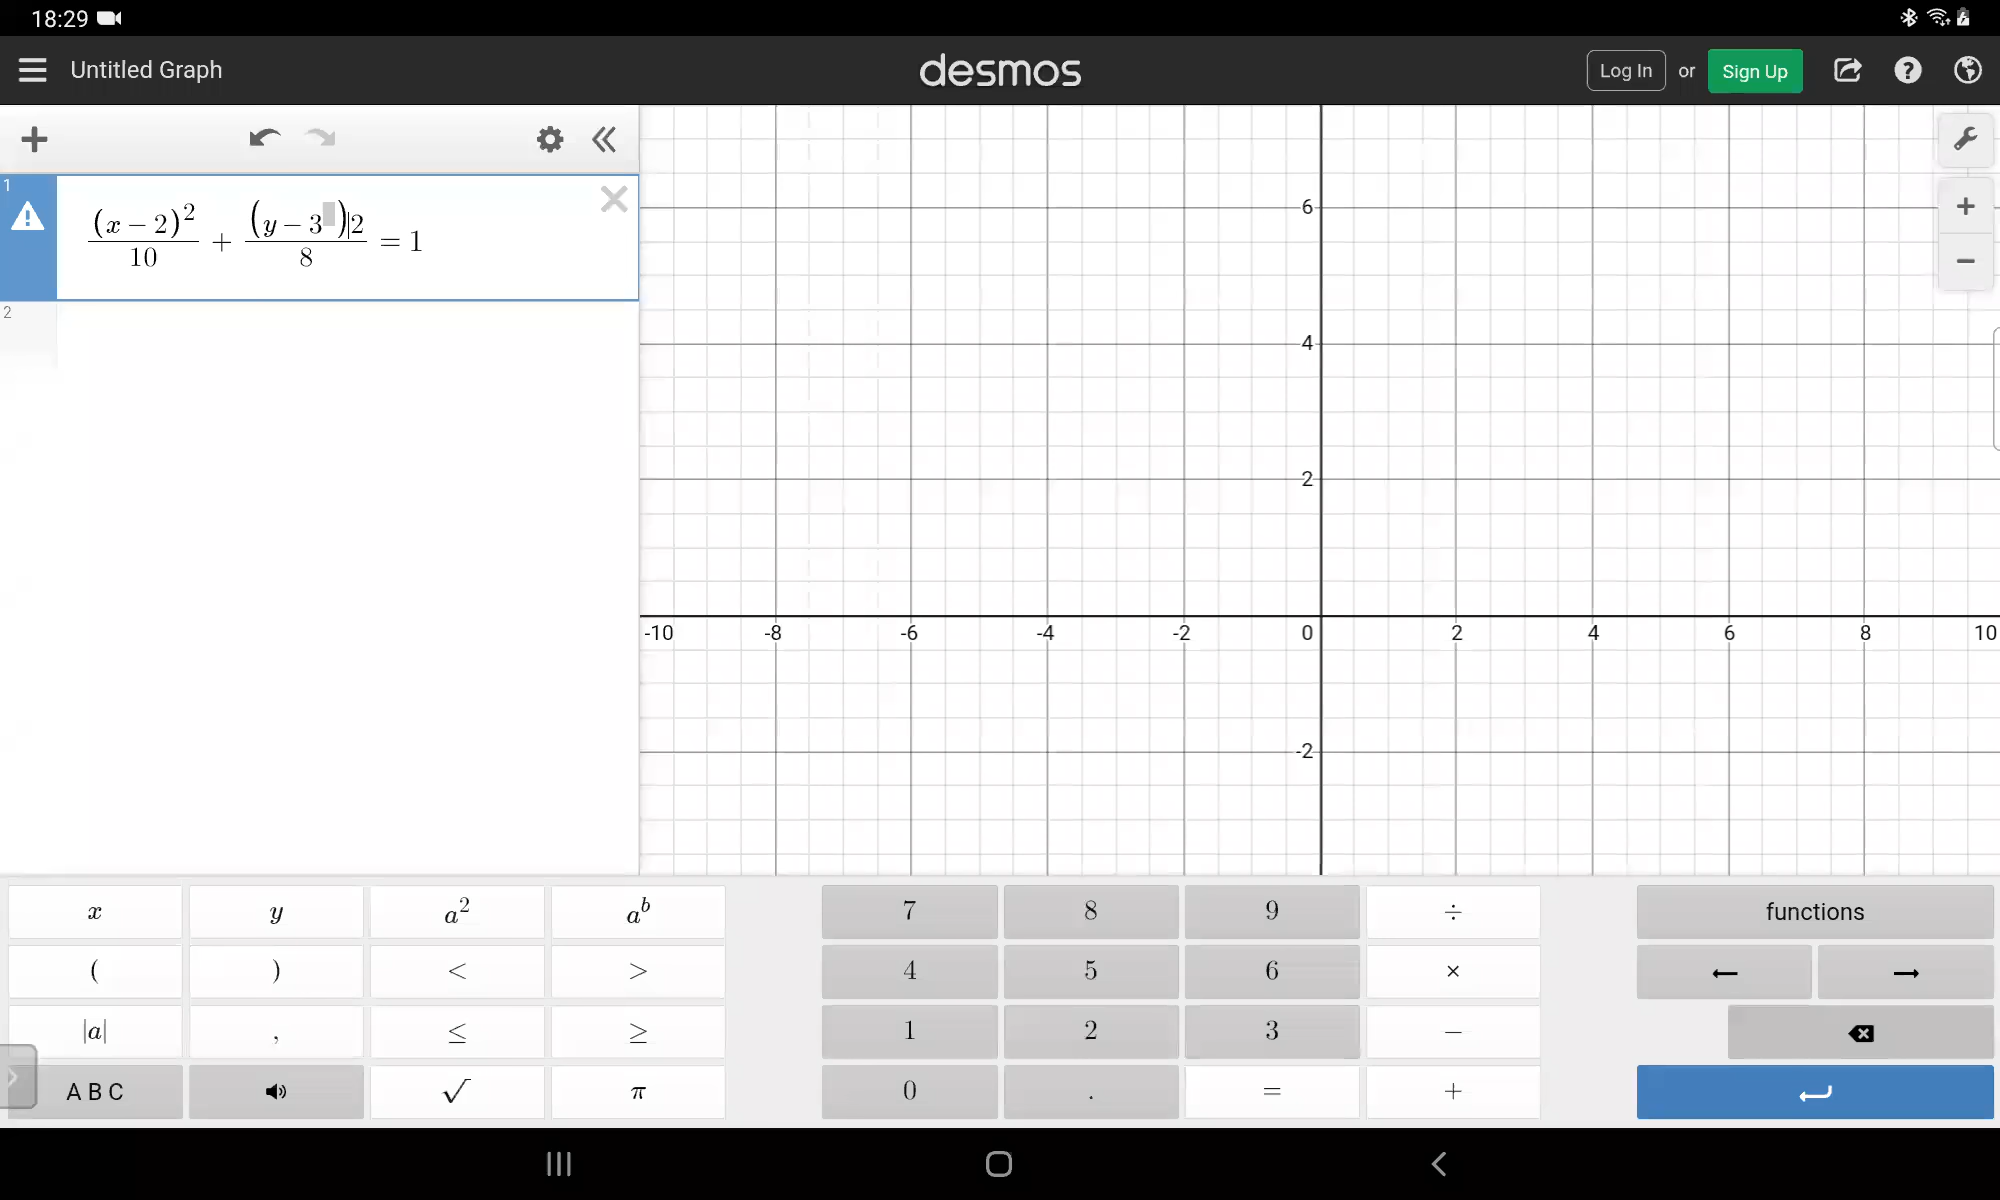 18:29
Untitled Graph
desmos
Log In or Sign Up
1
(x − 2)² / 10 + (y − 3^ )2 / 8 = 1
2
6
4
2
-10 -8 -6 -4 -2 0 2 4 6 8 10
-2
x y a² aᵇ 7 8 9 ÷ functions
( ) < > 4 5 6 × ← →
|a| , ≤ ≥ 1 2 3 −
A B C √ π 0 . = +